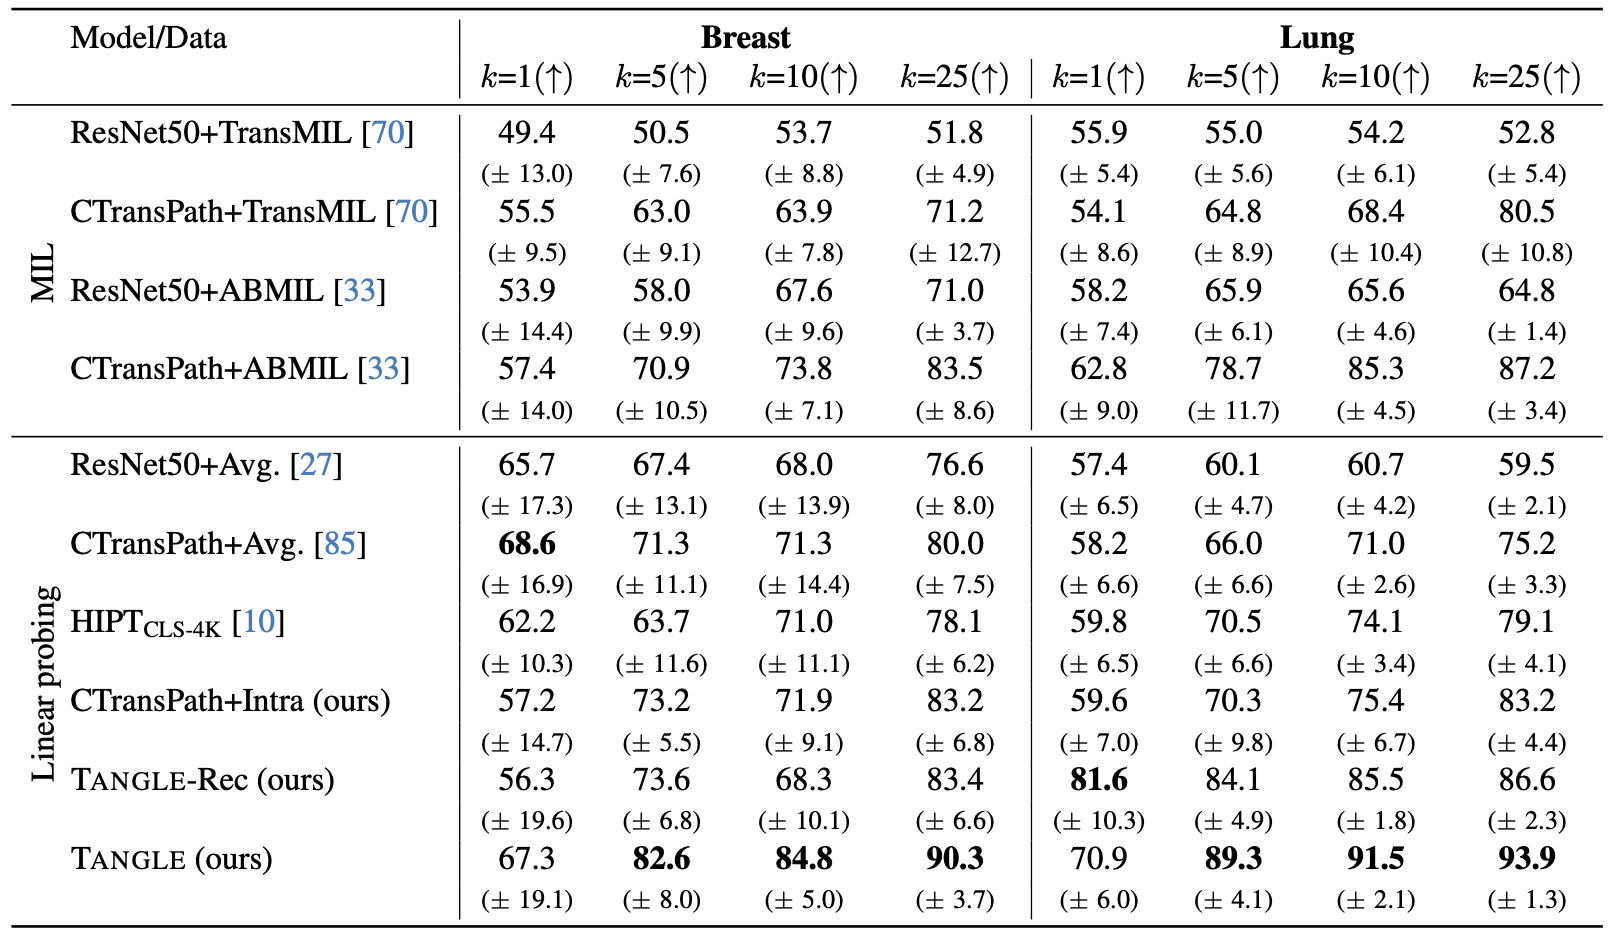 Model/Data Breast Lung
k=1(↑) k=5(↑) k=10(↑) k=25(↑) k=1(↑) k=5(↑) k=10(↑) k=25(↑)
MIL
ResNet50+TransMIL [70] 49.4 50.5 53.7 51.8 55.9 55.0 54.2 52.8
(± 13.0) (± 7.6) (± 8.8) (± 4.9) (± 5.4) (± 5.6) (± 6.1) (± 5.4)
CTransPath+TransMIL [70] 55.5 63.0 63.9 71.2 54.1 64.8 68.4 80.5
(± 9.5) (± 9.1) (± 7.8) (± 12.7) (± 8.6) (± 8.9) (± 10.4) (± 10.8)
ResNet50+ABMIL [33] 53.9 58.0 67.6 71.0 58.2 65.9 65.6 64.8
(± 14.4) (± 9.9) (± 9.6) (± 3.7) (± 7.4) (± 6.1) (± 4.6) (± 1.4)
CTransPath+ABMIL [33] 57.4 70.9 73.8 83.5 62.8 78.7 85.3 87.2
(± 14.0) (± 10.5) (± 7.1) (± 8.6) (± 9.0) (± 11.7) (± 4.5) (± 3.4)
Linear probing
ResNet50+Avg. [27] 65.7 67.4 68.0 76.6 57.4 60.1 60.7 59.5
(± 17.3) (± 13.1) (± 13.9) (± 8.0) (± 6.5) (± 4.7) (± 4.2) (± 2.1)
CTransPath+Avg. [85] 68.6 71.3 71.3 80.0 58.2 66.0 71.0 75.2
(± 16.9) (± 11.1) (± 14.4) (± 7.5) (± 6.6) (± 6.6) (± 2.6) (± 3.3)
HIPTCLS-4K [10] 62.2 63.7 71.0 78.1 59.8 70.5 74.1 79.1
(± 10.3) (± 11.6) (± 11.1) (± 6.2) (± 6.5) (± 6.6) (± 3.4) (± 4.1)
CTransPath+Intra (ours) 57.2 73.2 71.9 83.2 59.6 70.3 75.4 83.2
(± 14.7) (± 5.5) (± 9.1) (± 6.8) (± 7.0) (± 9.8) (± 6.7) (± 4.4)
TANGLE-Rec (ours) 56.3 73.6 68.3 83.4 81.6 84.1 85.5 86.6
(± 19.6) (± 6.8) (± 10.1) (± 6.6) (± 10.3) (± 4.9) (± 1.8) (± 2.3)
TANGLE (ours) 67.3 82.6 84.8 90.3 70.9 89.3 91.5 93.9
(± 19.1) (± 8.0) (± 5.0) (± 3.7) (± 6.0) (± 4.1) (± 2.1) (± 1.3)